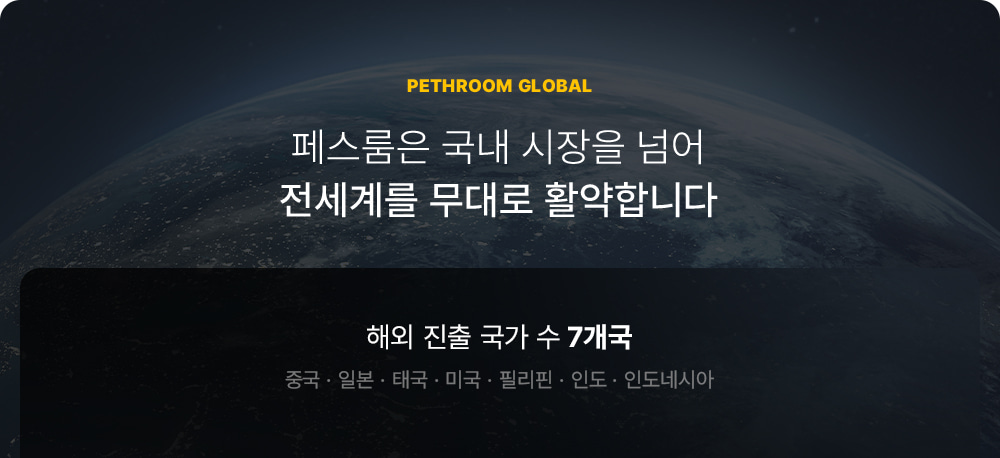 PETHROOM GLOBAL
페스룸은 국내 시장을 넘어
전세계를 무대로 활약합니다
해외 진출 국가 수 7개국
중국 · 일본 · 태국 · 미국 · 필리핀 · 인도 · 인도네시아